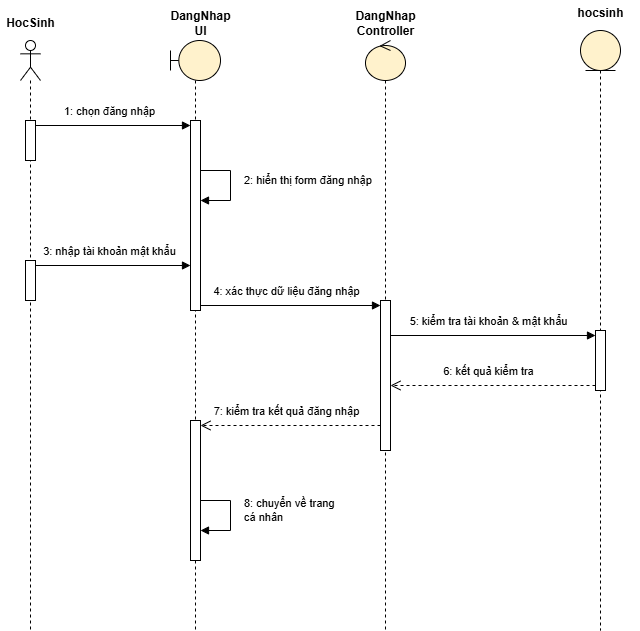 HocSinh
DangNhap
UI
DangNhap
Controller
hocsinh
1: chọn đăng nhập
2: hiển thị form đăng nhập
3: nhập tài khoản mật khẩu
4: xác thực dữ liệu đăng nhập
5: kiểm tra tài khoản & mật khẩu
6: kết quả kiểm tra
7: kiểm tra kết quả đăng nhập
8: chuyển về trang
cá nhân